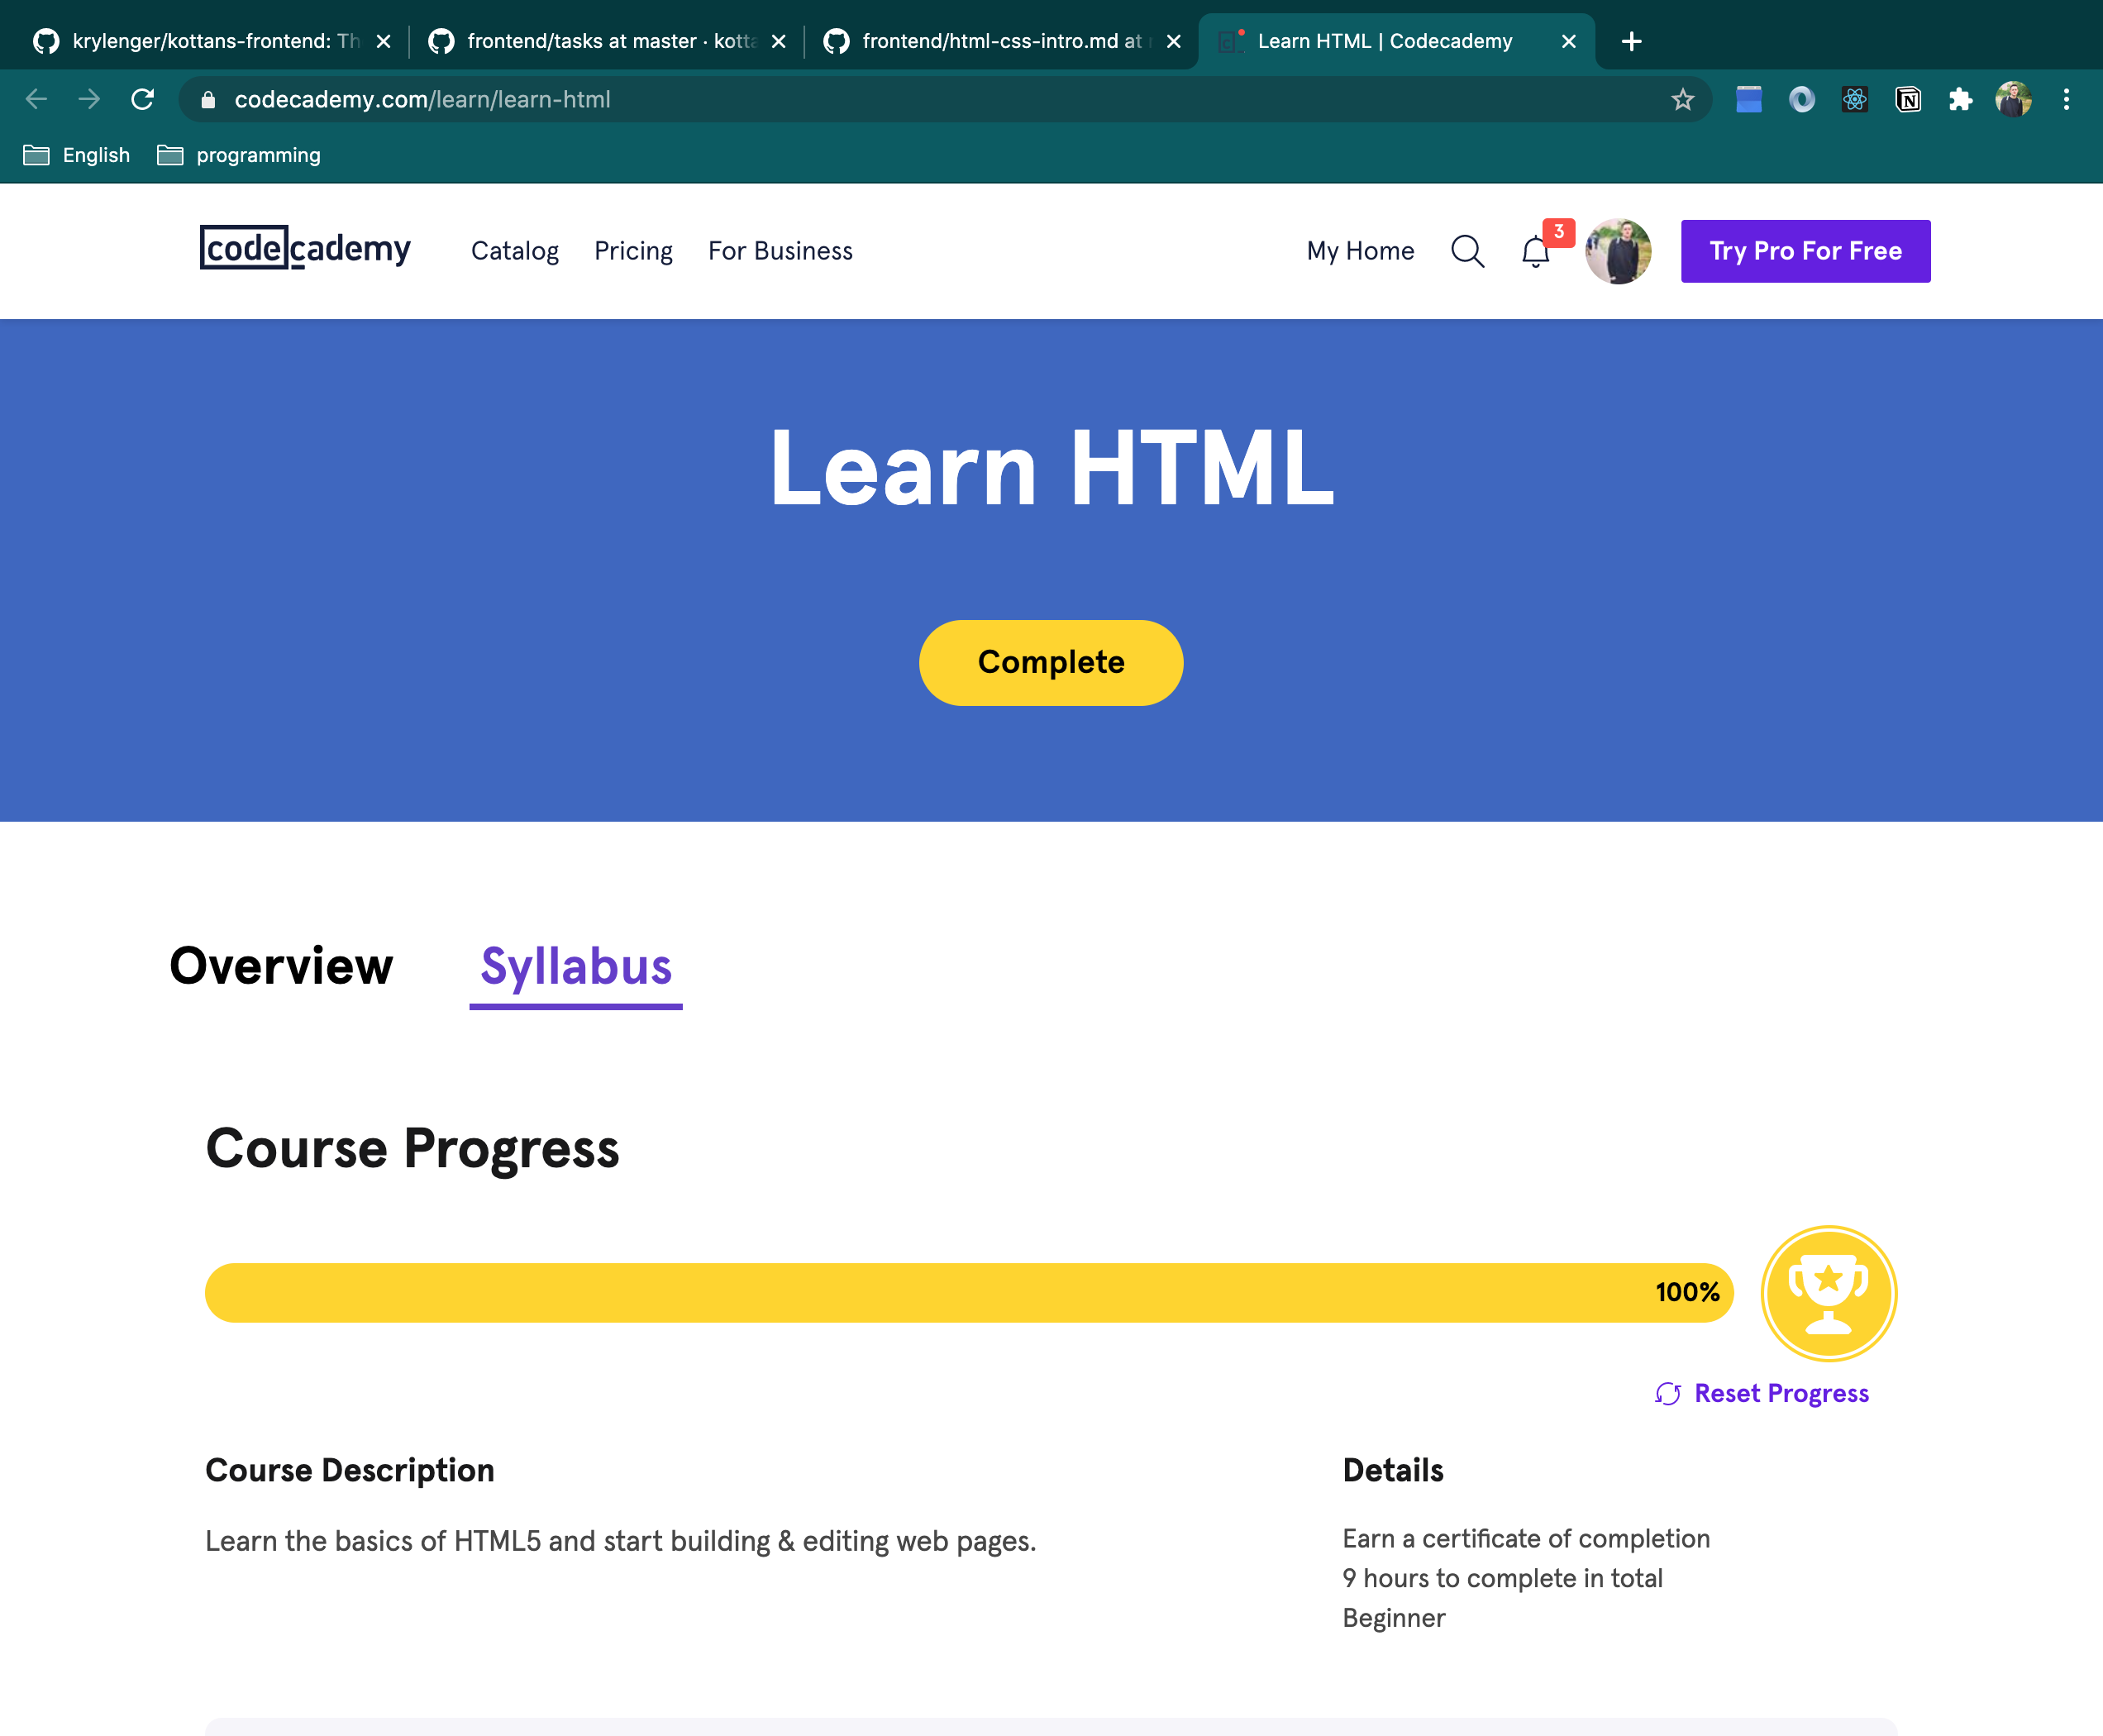 krylenger/kottans-frontend: Th
frontend/tasks at master · kotta
frontend/html-css-intro.md at
Learn HTML | Codecademy
codecademy.com/learn/learn-html
English
programming
codecademy
Catalog
Pricing
For Business
My Home
3
Try Pro For Free
Learn HTML
Complete
Overview
Syllabus
Course Progress
100%
Reset Progress
Course Description
Learn the basics of HTML5 and start building & editing web pages.
Details
Earn a certificate of completion
9 hours to complete in total
Beginner